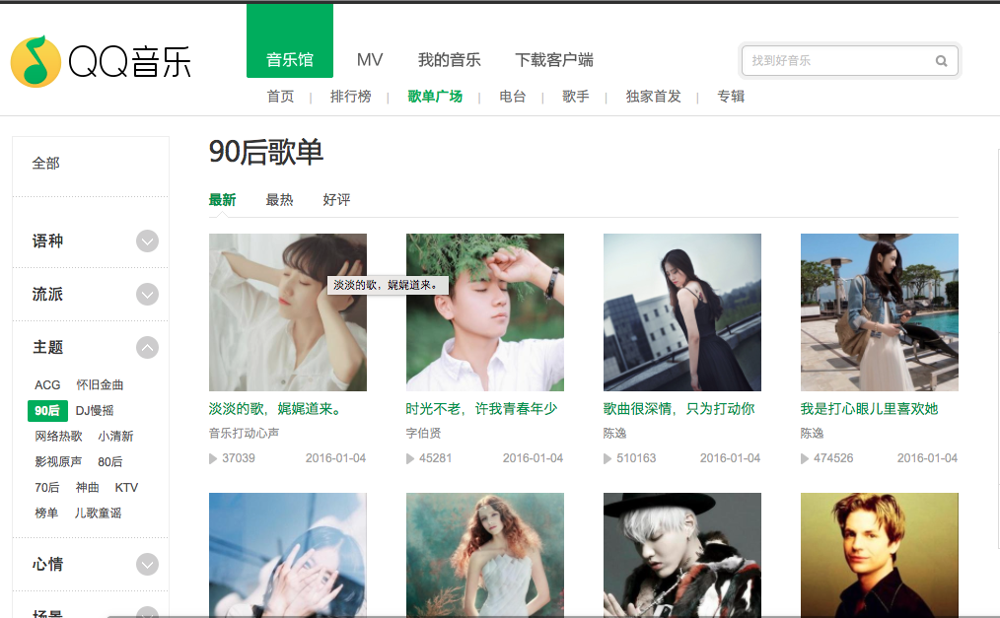 QQ音乐
音乐馆 MV 我的音乐 下载客户端
找到好音乐
首页 | 排行榜 | 歌单广场 | 电台 | 歌手 | 独家首发 | 专辑
全部
语种
流派
主题
ACG 怀旧金曲
90后 DJ慢摇
网络热歌 小清新
影视原声 80后
70后 神曲 KTV
榜单 儿歌童谣
心情
场景
90后歌单
最新 最热 好评
淡淡的歌，娓娓道来。
淡淡的歌，娓娓道来。
音乐打动心声
37039 2016-01-04
时光不老，许我青春年少
字伯贤
45281 2016-01-04
歌曲很深情，只为打动你
陈逸
510163 2016-01-04
我是打心眼儿里喜欢她
陈逸
474526 2016-01-04